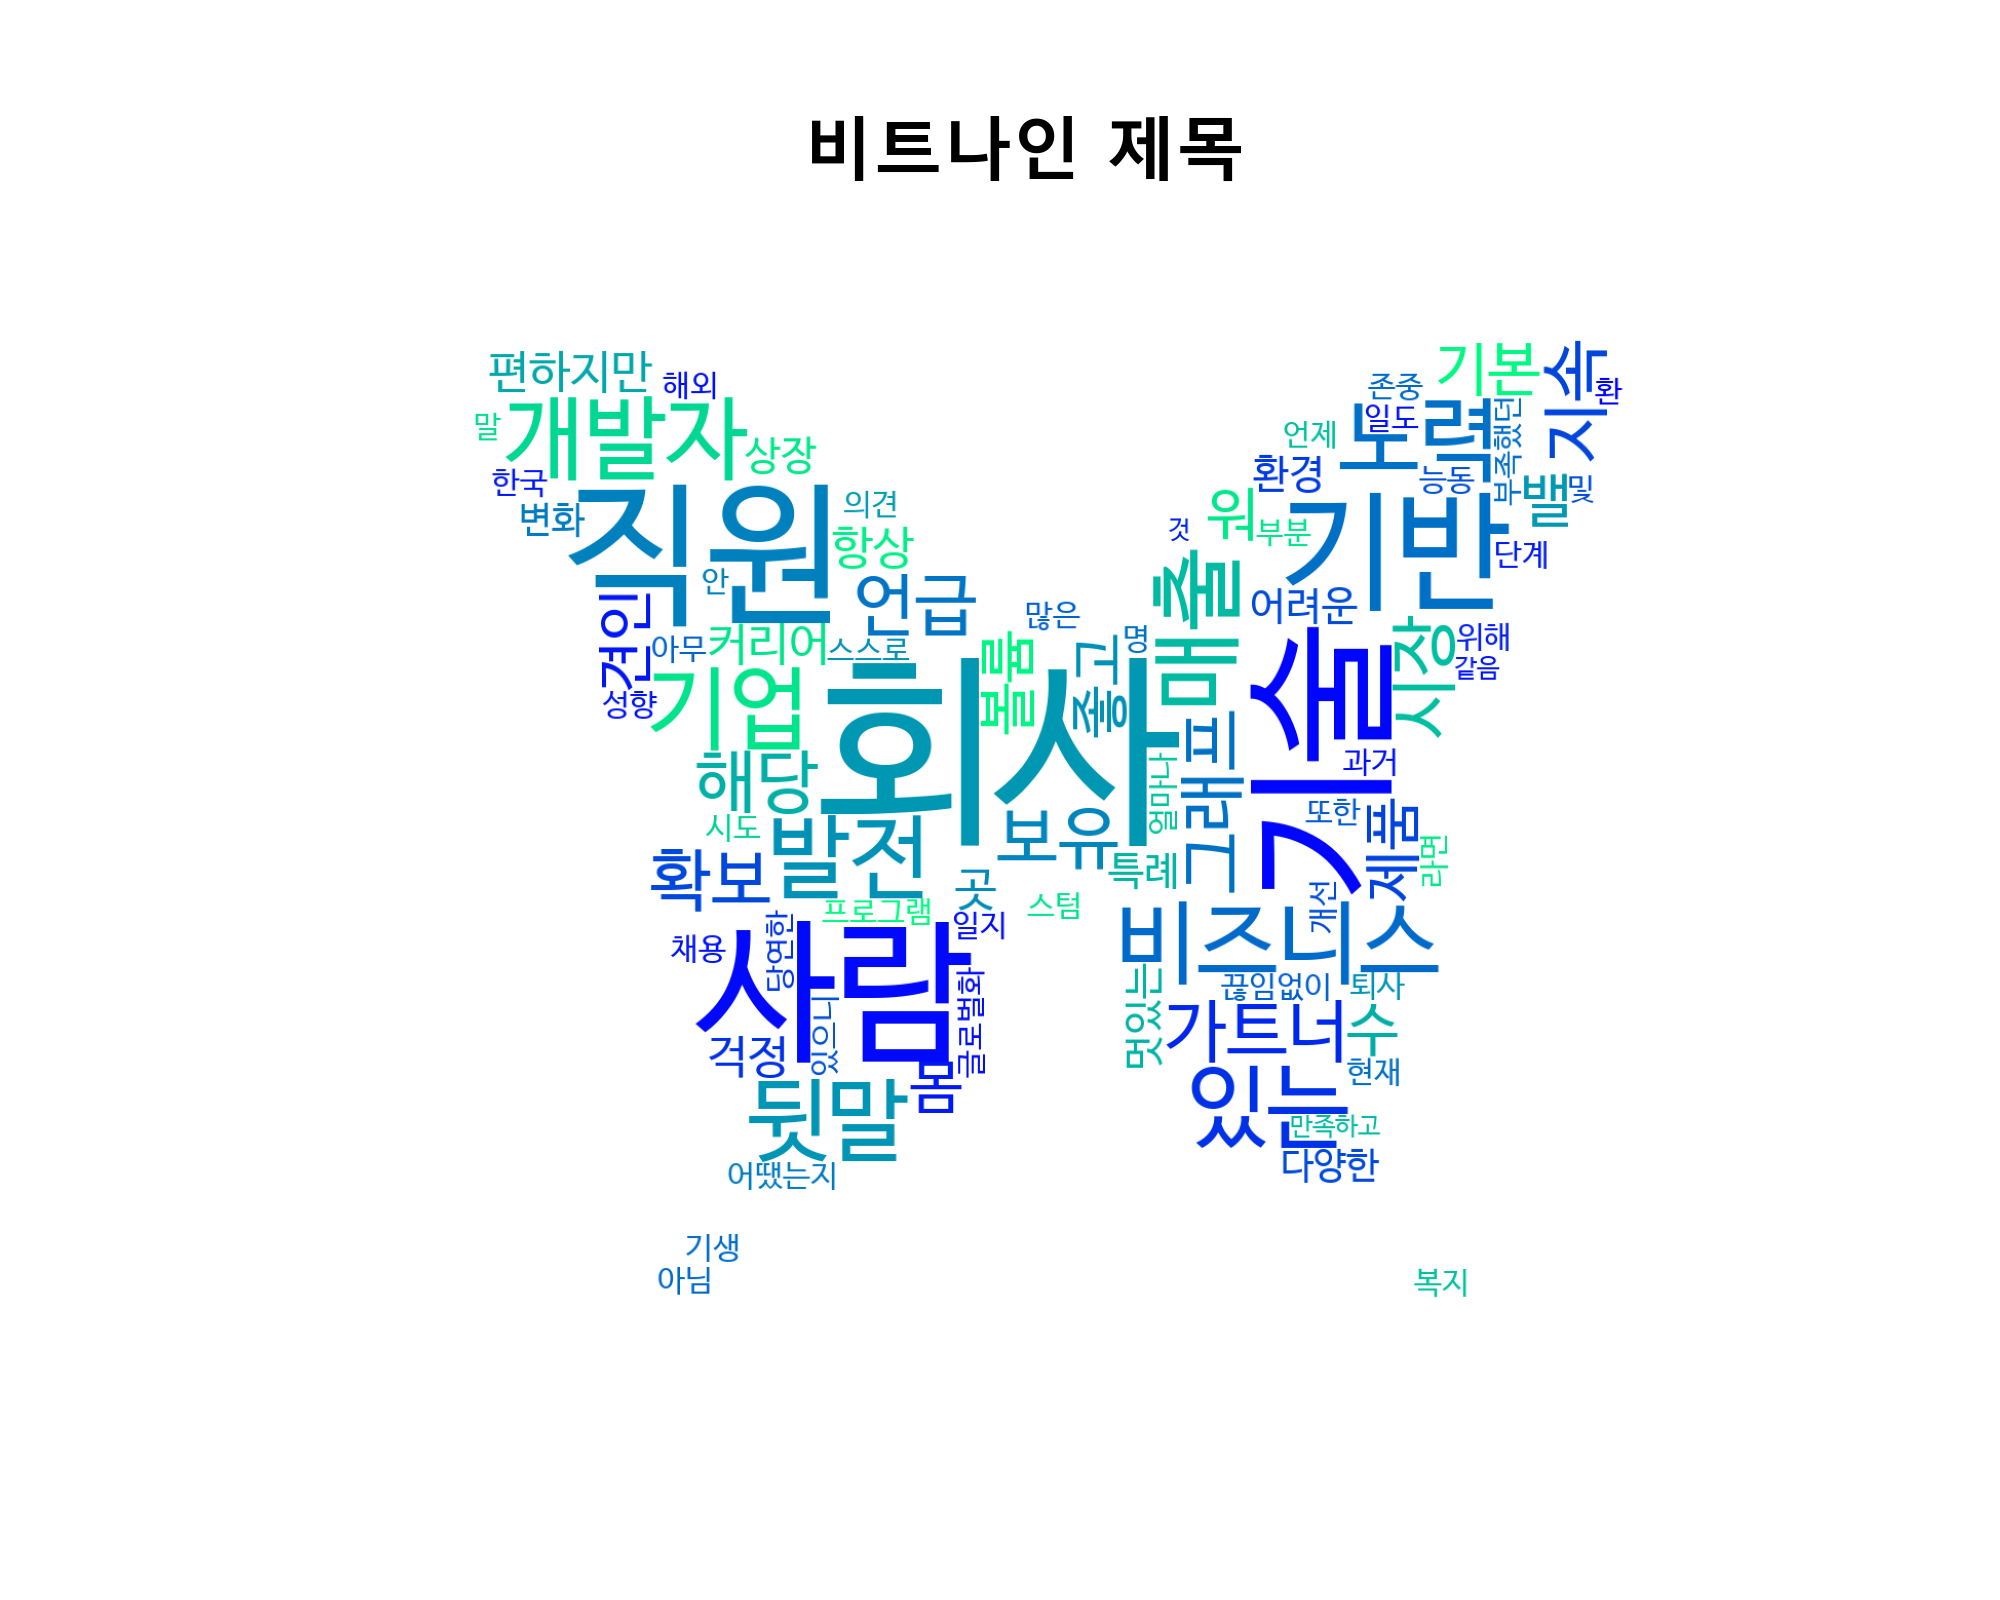 비트나인 제목
편하지만
해외
말
개발자
상장
한국
변화
직원
의견
항상
안
언급
견인
아무
커리어
스스로
많은
명
성향
기업
회사
볼륨
좋고
해당
시도
발전
보유
얼마나
확보
곳
특례
프로그램
스텀
일지
채용
당연한
사람
글로벌화
있으니
걱정
몸
뒷말
어땠는지
기생
아님
기본
지속
환
존중
일도
보력
부족했던
언제
환경
능동
밸
및
것
워
부분
기반
단계
매출
어려운
시장
위해
같음
기술
그래프
과거
또한
제품
라면
개선
비즈니스
멋있는
끊임없이
퇴사
가트너
수
현재
있는
만족하고
다양한
복지